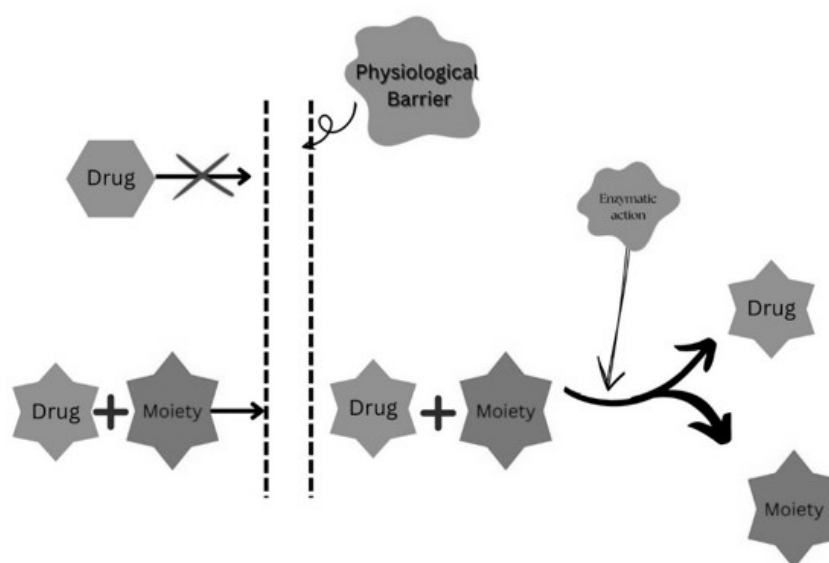 Physiological
Barrier
Drug
Enzymatic
action
Drug
Drug
+
Moiety
Drug
+
Moiety
Moiety